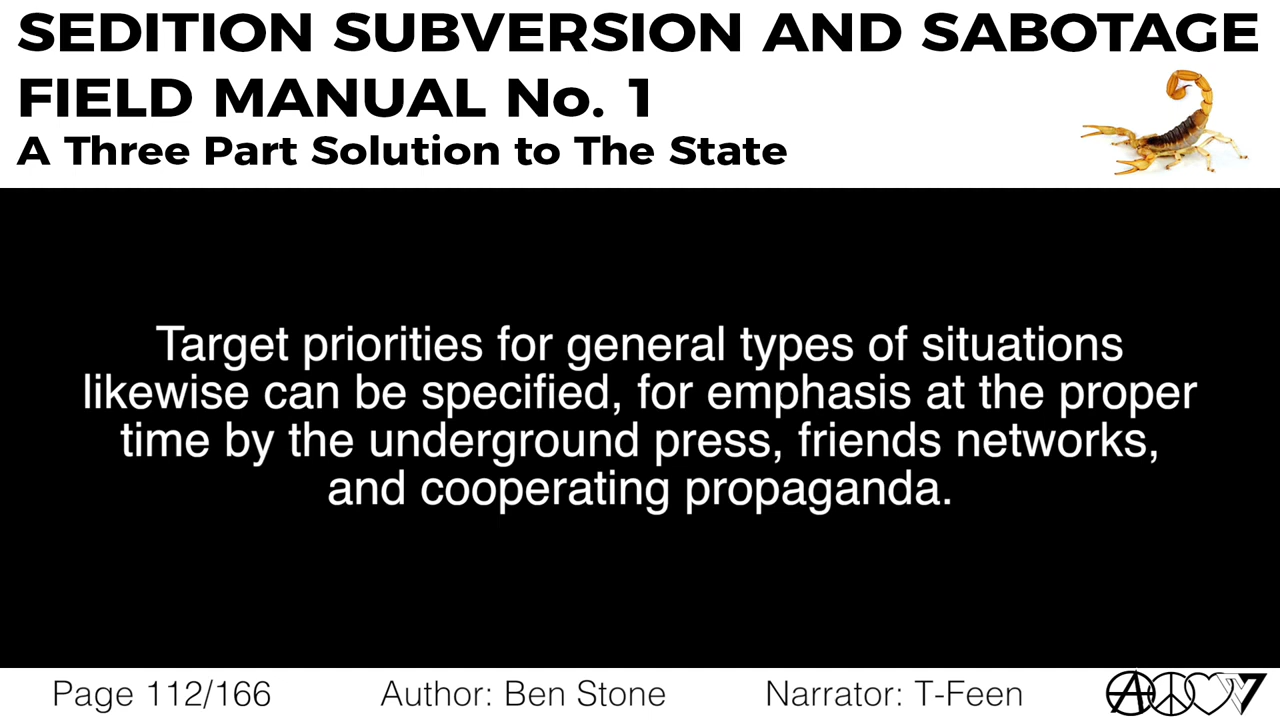 SEDITION SUBVERSION AND SABOTAGE
FIELD MANUAL No. 1
A Three Part Solution to The State
Target priorities for general types of situations
likewise can be specified, for emphasis at the proper
time by the underground press, friends networks,
and cooperating propaganda.
Page 112/166
Author: Ben Stone
Narrator: T-Feen